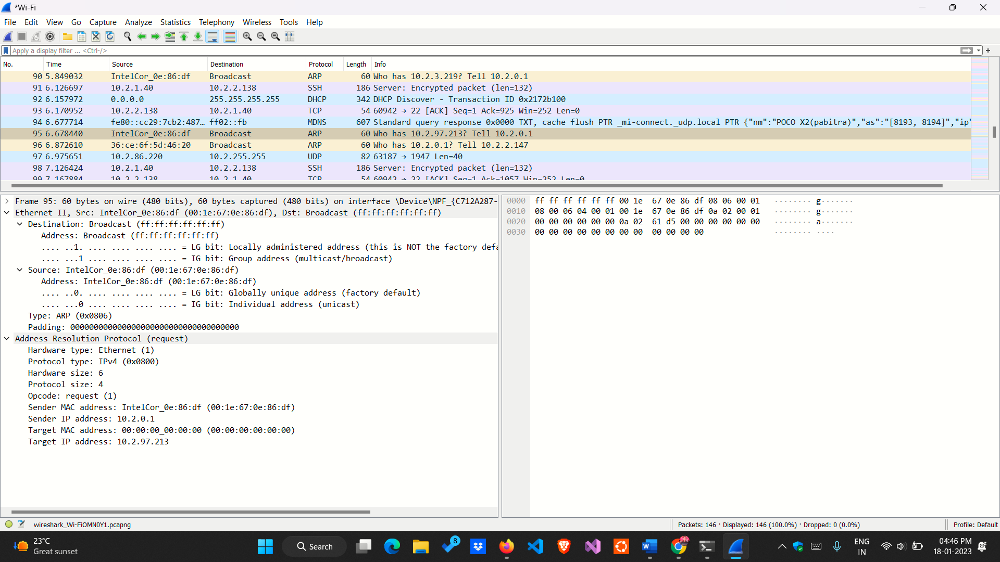 *Wi-Fi
File Edit View Go Capture Analyze Statistics Telephony Wireless Tools Help
Apply a display filter ... <Ctrl-/>
No. Time Source Destination Protocol Length Info
90 5.849032 IntelCor_0e:86:df Broadcast ARP 60 Who has 10.2.3.219? Tell 10.2.0.1
91 6.126697 10.2.1.40 10.2.2.138 SSH 186 Server: Encrypted packet (len=132)
92 6.157972 0.0.0.0 255.255.255.255 DHCP 342 DHCP Discover - Transaction ID 0x2172b100
93 6.170952 10.2.2.138 10.2.1.40 TCP 54 60942 → 22 [ACK] Seq=1 Ack=925 Win=252 Len=0
94 6.677714 fe80::cc29:7cb2:487… ff02::fb MDNS 607 Standard query response 0x0000 TXT, cache flush PTR _mi-connect._udp.local PTR {"nm":"POCO X2(pabitra)","as":"[8193, 8194]","ip"
95 6.678440 IntelCor_0e:86:df Broadcast ARP 60 Who has 10.2.97.213? Tell 10.2.0.1
96 6.872610 36:ce:6f:5d:46:20 Broadcast ARP 60 Who has 10.2.0.1? Tell 10.2.2.147
97 6.975651 10.2.86.220 10.2.255.255 UDP 82 63187 → 1947 Len=40
98 7.126424 10.2.1.40 10.2.2.138 SSH 186 Server: Encrypted packet (len=132)
99 7.167884 10.2.2.138 10.2.1.40 TCP 54 60942 → 22 [ACK] Seq=1 Ack=1057 Win=252 Len=0
Frame 95: 60 bytes on wire (480 bits), 60 bytes captured (480 bits) on interface \Device\NPF_{C712A287-
Ethernet II, Src: IntelCor_0e:86:df (00:1e:67:0e:86:df), Dst: Broadcast (ff:ff:ff:ff:ff:ff)
Destination: Broadcast (ff:ff:ff:ff:ff:ff)
Address: Broadcast (ff:ff:ff:ff:ff:ff)
.... ..1. .... .... .... .... = LG bit: Locally administered address (this is NOT the factory defa
.... ...1 .... .... .... .... = IG bit: Group address (multicast/broadcast)
Source: IntelCor_0e:86:df (00:1e:67:0e:86:df)
Address: IntelCor_0e:86:df (00:1e:67:0e:86:df)
.... ..0. .... .... .... .... = LG bit: Globally unique address (factory default)
.... ...0 .... .... .... .... = IG bit: Individual address (unicast)
Type: ARP (0x0806)
Padding: 000000000000000000000000000000000000
Address Resolution Protocol (request)
Hardware type: Ethernet (1)
Protocol type: IPv4 (0x0800)
Hardware size: 6
Protocol size: 4
Opcode: request (1)
Sender MAC address: IntelCor_0e:86:df (00:1e:67:0e:86:df)
Sender IP address: 10.2.0.1
Target MAC address: 00:00:00_00:00:00 (00:00:00:00:00:00)
Target IP address: 10.2.97.213
0000 ff ff ff ff ff ff 00 1e 67 0e 86 df 08 06 00 01 ········ g·······
0010 08 00 06 04 00 01 00 1e 67 0e 86 df 0a 02 00 01 ········ g·······
0020 00 00 00 00 00 00 0a 02 61 d5 00 00 00 00 00 00 ········ a·······
0030 00 00 00 00 00 00 00 00 00 00 00 00 ········ ····
wireshark_Wi-FiOMN0Y1.pcapng
Packets: 146 · Displayed: 146 (100.0%) · Dropped: 0 (0.0%)
Profile: Default
23°C
Great sunset
Search
8
ENG
IN
04:46 PM
18-01-2023